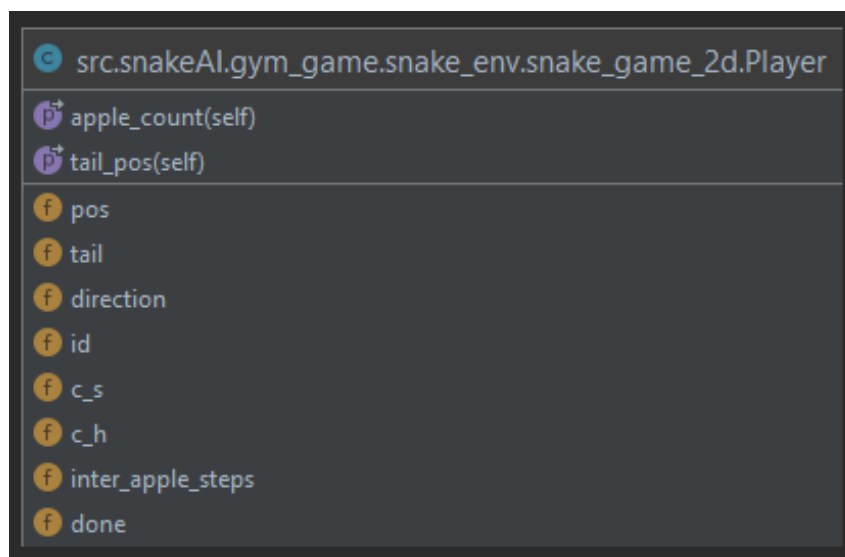 C src.snakeAI.gym_game.snake_env.snake_game_2d.Player
p apple_count(self)
p tail_pos(self)
f pos
f tail
f direction
f id
f c_s
f c_h
f inter_apple_steps
f done